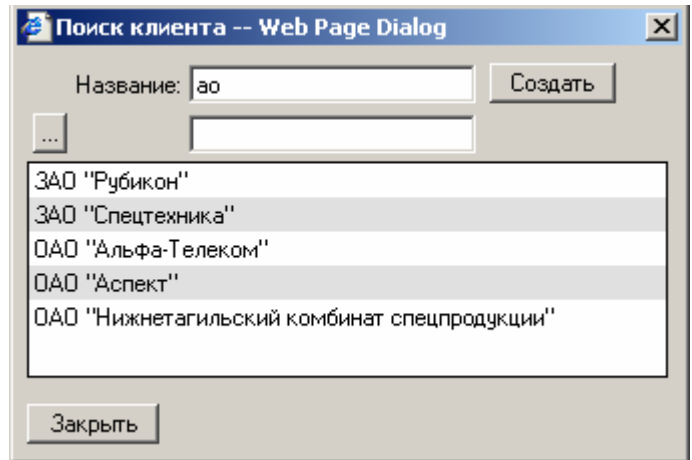 Поиск клиента -- Web Page Dialog
Название: ао Создать
...
ЗАО "Рубикон"
ЗАО "Спецтехника"
ОАО "Альфа-Телеком"
ОАО "Аспект"
ОАО "Нижнетагильский комбинат спецпродукции"
Закрыть